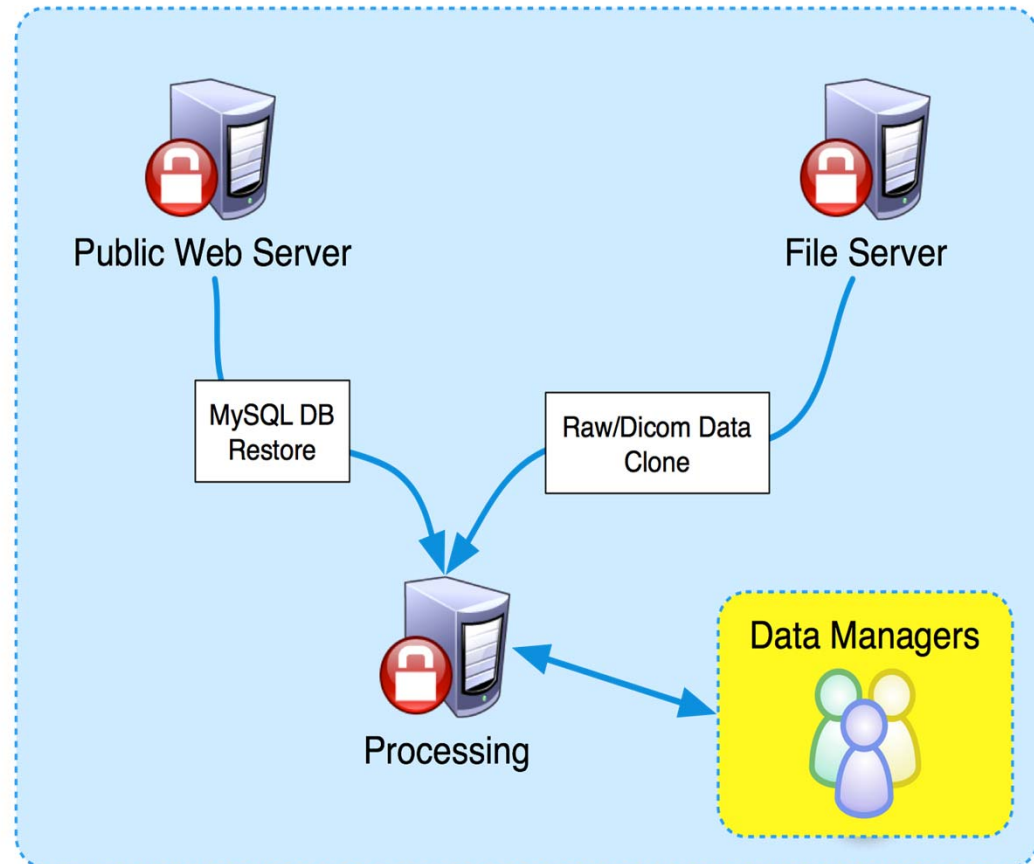 Public Web Server
File Server
MySQL DB
Restore
Raw/Dicom Data
Clone
Processing
Data Managers